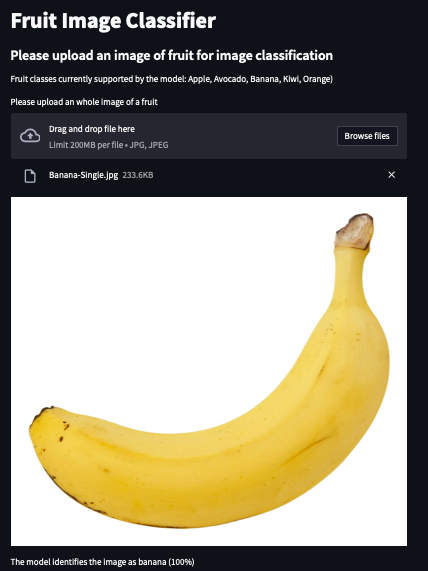 Fruit Image Classifier
Please upload an image of fruit for image classification
Fruit classes currently supported by the model: Apple, Avocado, Banana, Kiwi, Orange)
Please upload an whole image of a fruit
Drag and drop file here
Limit 200MB per file • JPG, JPEG
Browse files
Banana-Single.jpg 233.6KB
The model identifies the image as banana (100%)